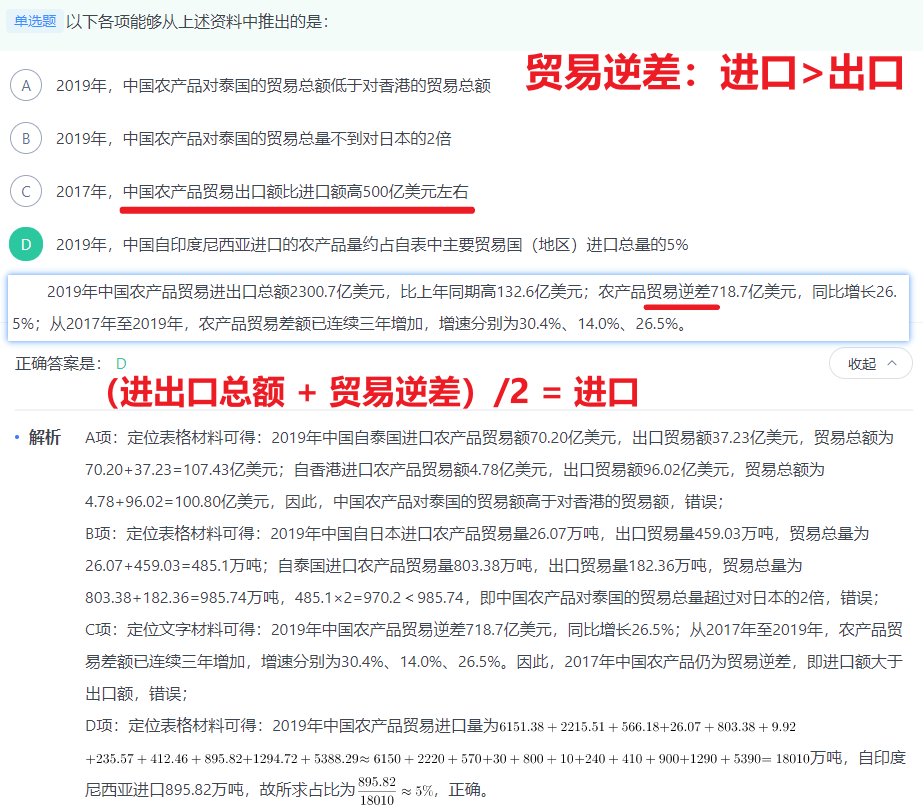 单选题 以下各项能够从上述资料中推出的是：
贸易逆差：进口>出口
A 2019年，中国农产品对泰国的贸易总额低于对香港的贸易总额
B 2019年，中国农产品对泰国的贸易总量不到对日本的2倍
C 2017年，中国农产品贸易出口额比进口额高500亿美元左右
D 2019年，中国自印度尼西亚进口的农产品量约占自表中主要贸易国（地区）进口总量的5%
2019年中国农产品贸易进出口总额2300.7亿美元，比上年同期高132.6亿美元；农产品贸易逆差718.7亿美元，同比增长26.
5%；从2017年至2019年，农产品贸易差额已连续三年增加，增速分别为30.4%、14.0%、26.5%。
正确答案是： D
收起
（进出口总额 + 贸易逆差）/2 = 进口
解析 A项：定位表格材料可得：2019年中国自泰国进口农产品贸易额70.20亿美元，出口贸易额37.23亿美元，贸易总额为
70.20+37.23=107.43亿美元；自香港进口农产品贸易额4.78亿美元，出口贸易额96.02亿美元，贸易总额为
4.78+96.02=100.80亿美元，因此，中国农产品对泰国的贸易额高于对香港的贸易额，错误；
B项：定位表格材料可得：2019年中国自日本进口农产品贸易量26.07万吨，出口贸易量459.03万吨，贸易总量为
26.07+459.03=485.1万吨；自泰国进口农产品贸易量803.38万吨，出口贸易量182.36万吨，贸易总量为
803.38+182.36=985.74万吨，485.1×2=970.2＜985.74，即中国农产品对泰国的贸易总量超过对日本的2倍，错误；
C项：定位文字材料可得：2019年中国农产品贸易逆差718.7亿美元，同比增长26.5%；从2017年至2019年，农产品贸
易差额已连续三年增加，增速分别为30.4%、14.0%、26.5%。因此，2017年中国农产品仍为贸易逆差，即进口额大于
出口额，错误；
D项：定位表格材料可得：2019年中国农产品贸易进口量为6151.38+2215.51+566.18+26.07+803.38+9.92
+235.57+412.46+895.82+1294.72+5388.29≈6150+2220+570+30+800+10+240+410+900+1290+5390=18010万吨，自印度
尼西亚进口895.82万吨，故所求占比为895.82/18010≈5%，正确。